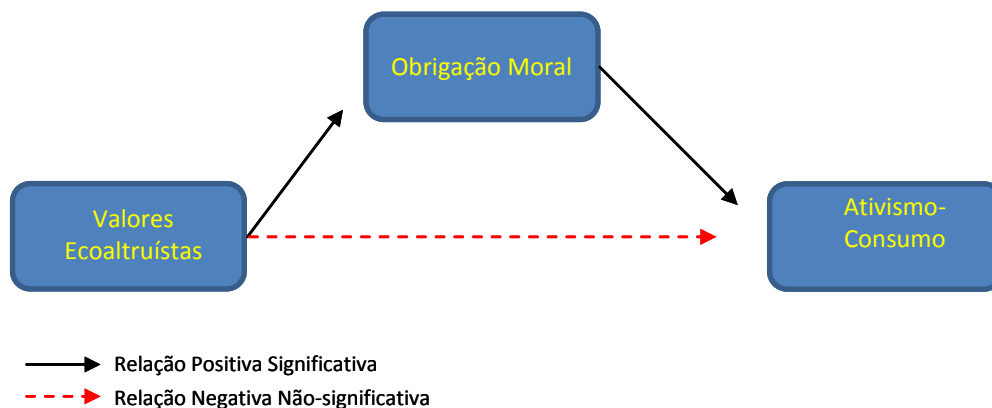 Obrigação Moral
Valores
Ecoaltruístas
Ativismo-
Consumo
Relação Positiva Significativa
Relação Negativa Não-significativa